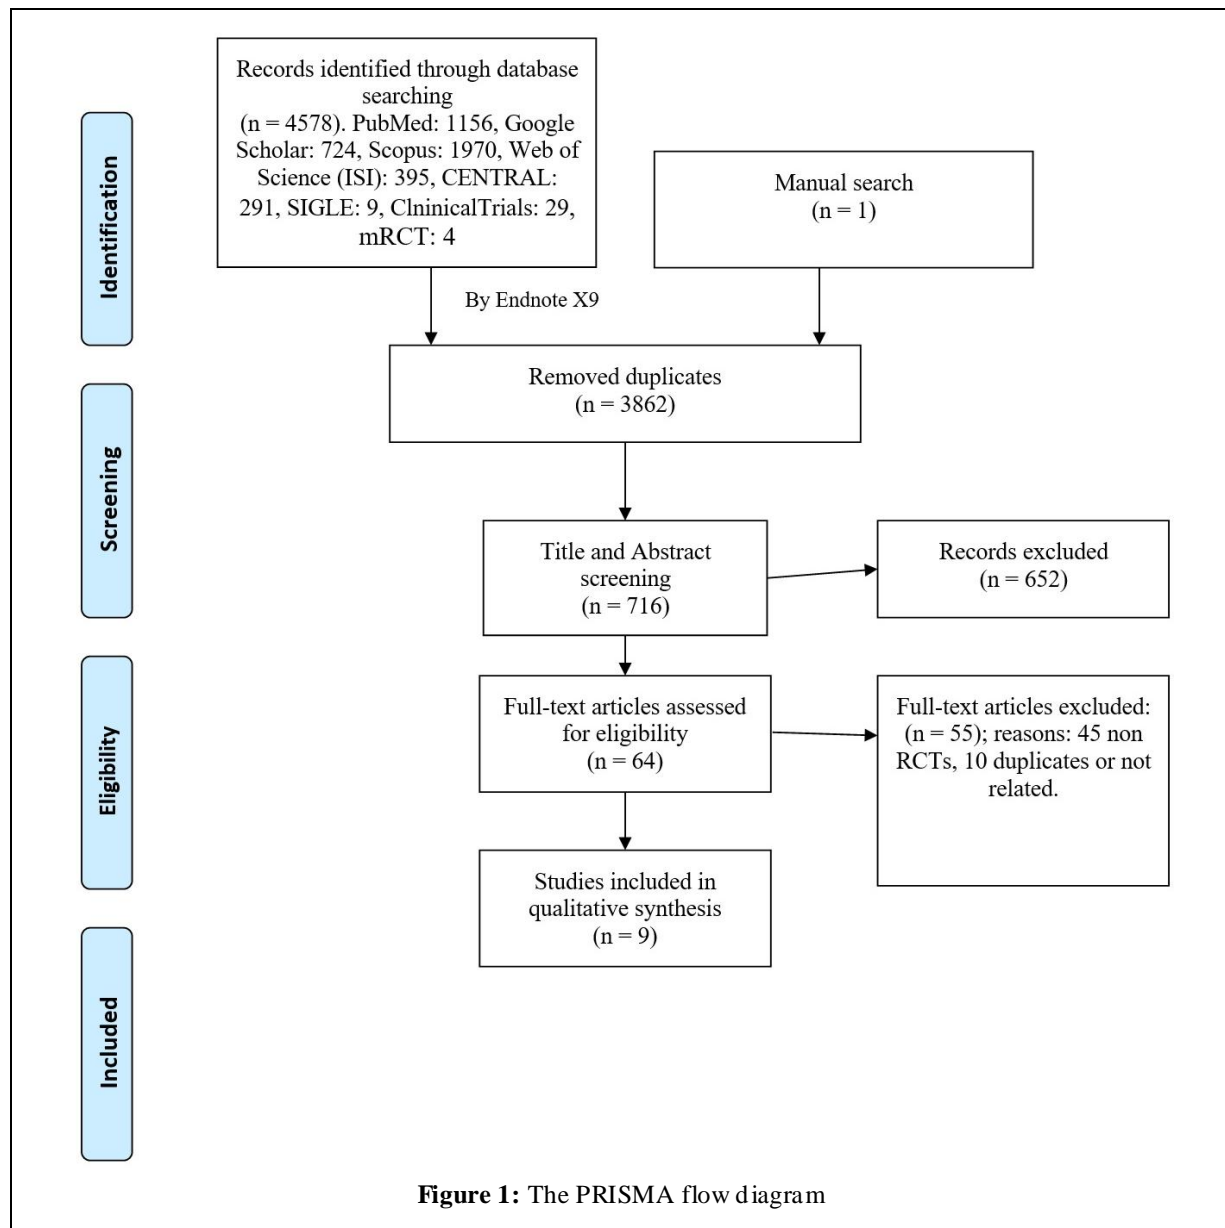 Records identified through database
searching
(n = 4578). PubMed: 1156, Google
Scholar: 724, Scopus: 1970, Web of
Science (ISI): 395, CENTRAL:
291, SIGLE: 9, ClninicalTrials: 29,
mRCT: 4
Manual search
(n = 1)
Identification
By Endnote X9
Removed duplicates
(n = 3862)
Screening
Title and Abstract
screening
(n = 716)
Records excluded
(n = 652)
Eligibility
Full-text articles assessed
for eligibility
(n = 64)
Full-text articles excluded:
(n = 55); reasons: 45 non
RCTs, 10 duplicates or not
related.
Studies included in
qualitative synthesis
(n = 9)
Included
Figure 1: The PRISMA flow diagram